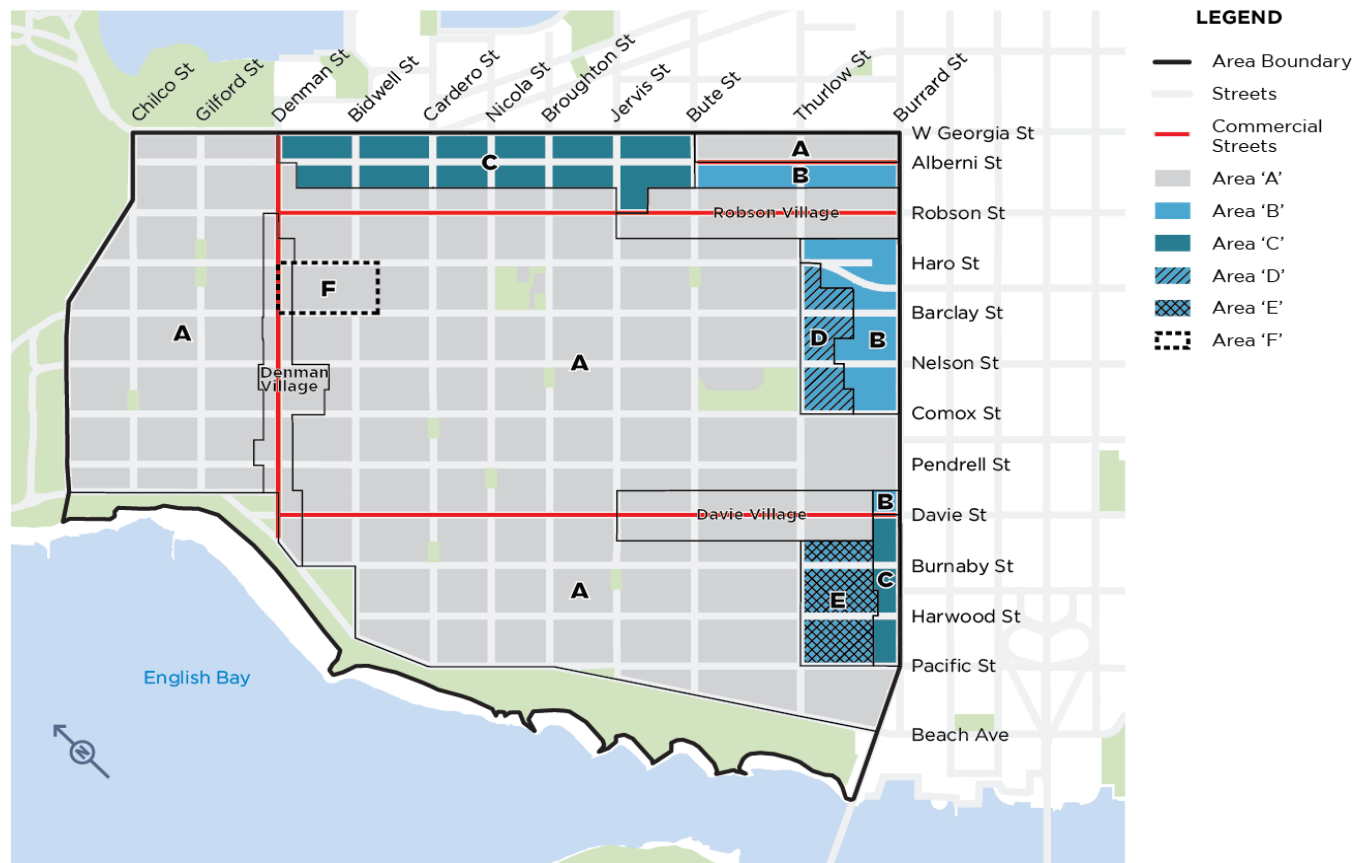 LEGEND
Area Boundary
Streets
Commercial
Streets
Area ‘A’
Area ‘B’
Area ‘C’
Area ‘D’
Area ‘E’
Area ‘F’
Chilco St
Gilford St
Denman St
Bidwell St
Cardero St
Nicola St
Broughton St
Jervis St
Bute St
Thurlow St
Burrard St
W Georgia St
A
Alberni St
C
B
Robson Village
Robson St
Haro St
F
Barclay St
A
D
B
A
Nelson St
Denman
Village
Comox St
Pendrell St
B
Davie Village
Davie St
Burnaby St
C
A
E
Harwood St
Pacific St
English Bay
Beach Ave
N